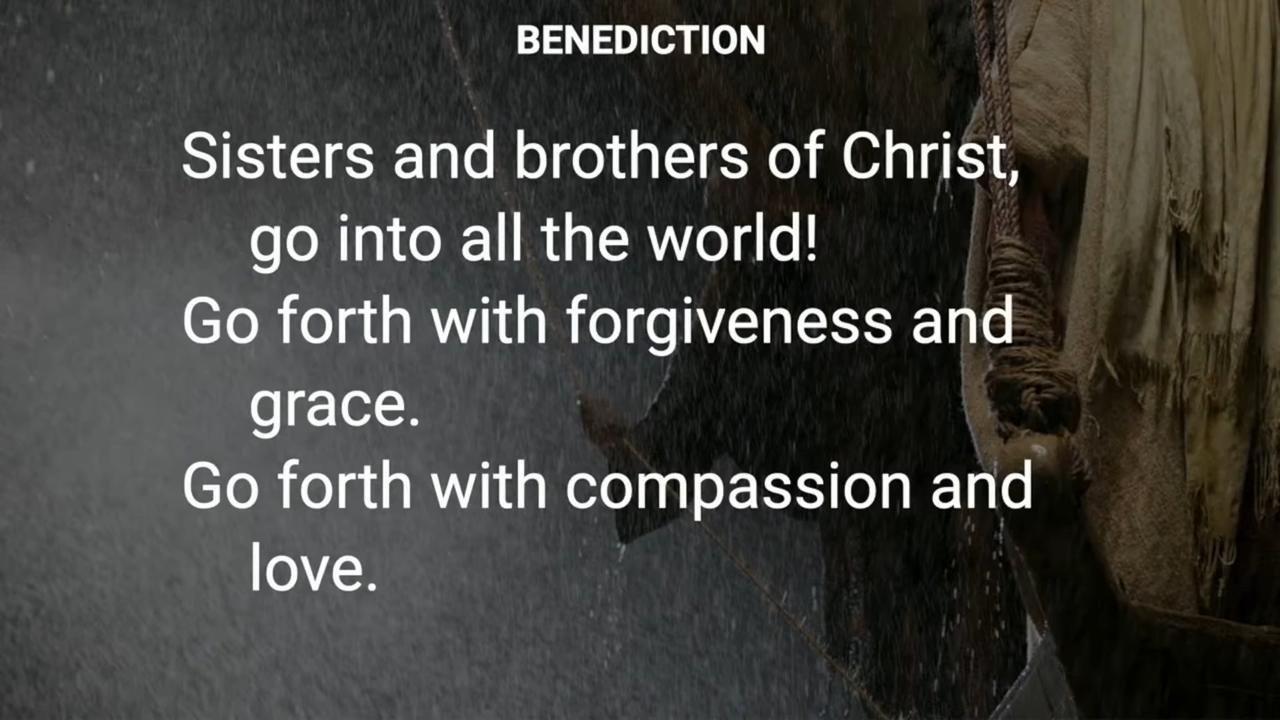 BENEDICTION
Sisters and brothers of Christ,
go into all the world!
Go forth with forgiveness and
grace.
Go forth with compassion and
love.